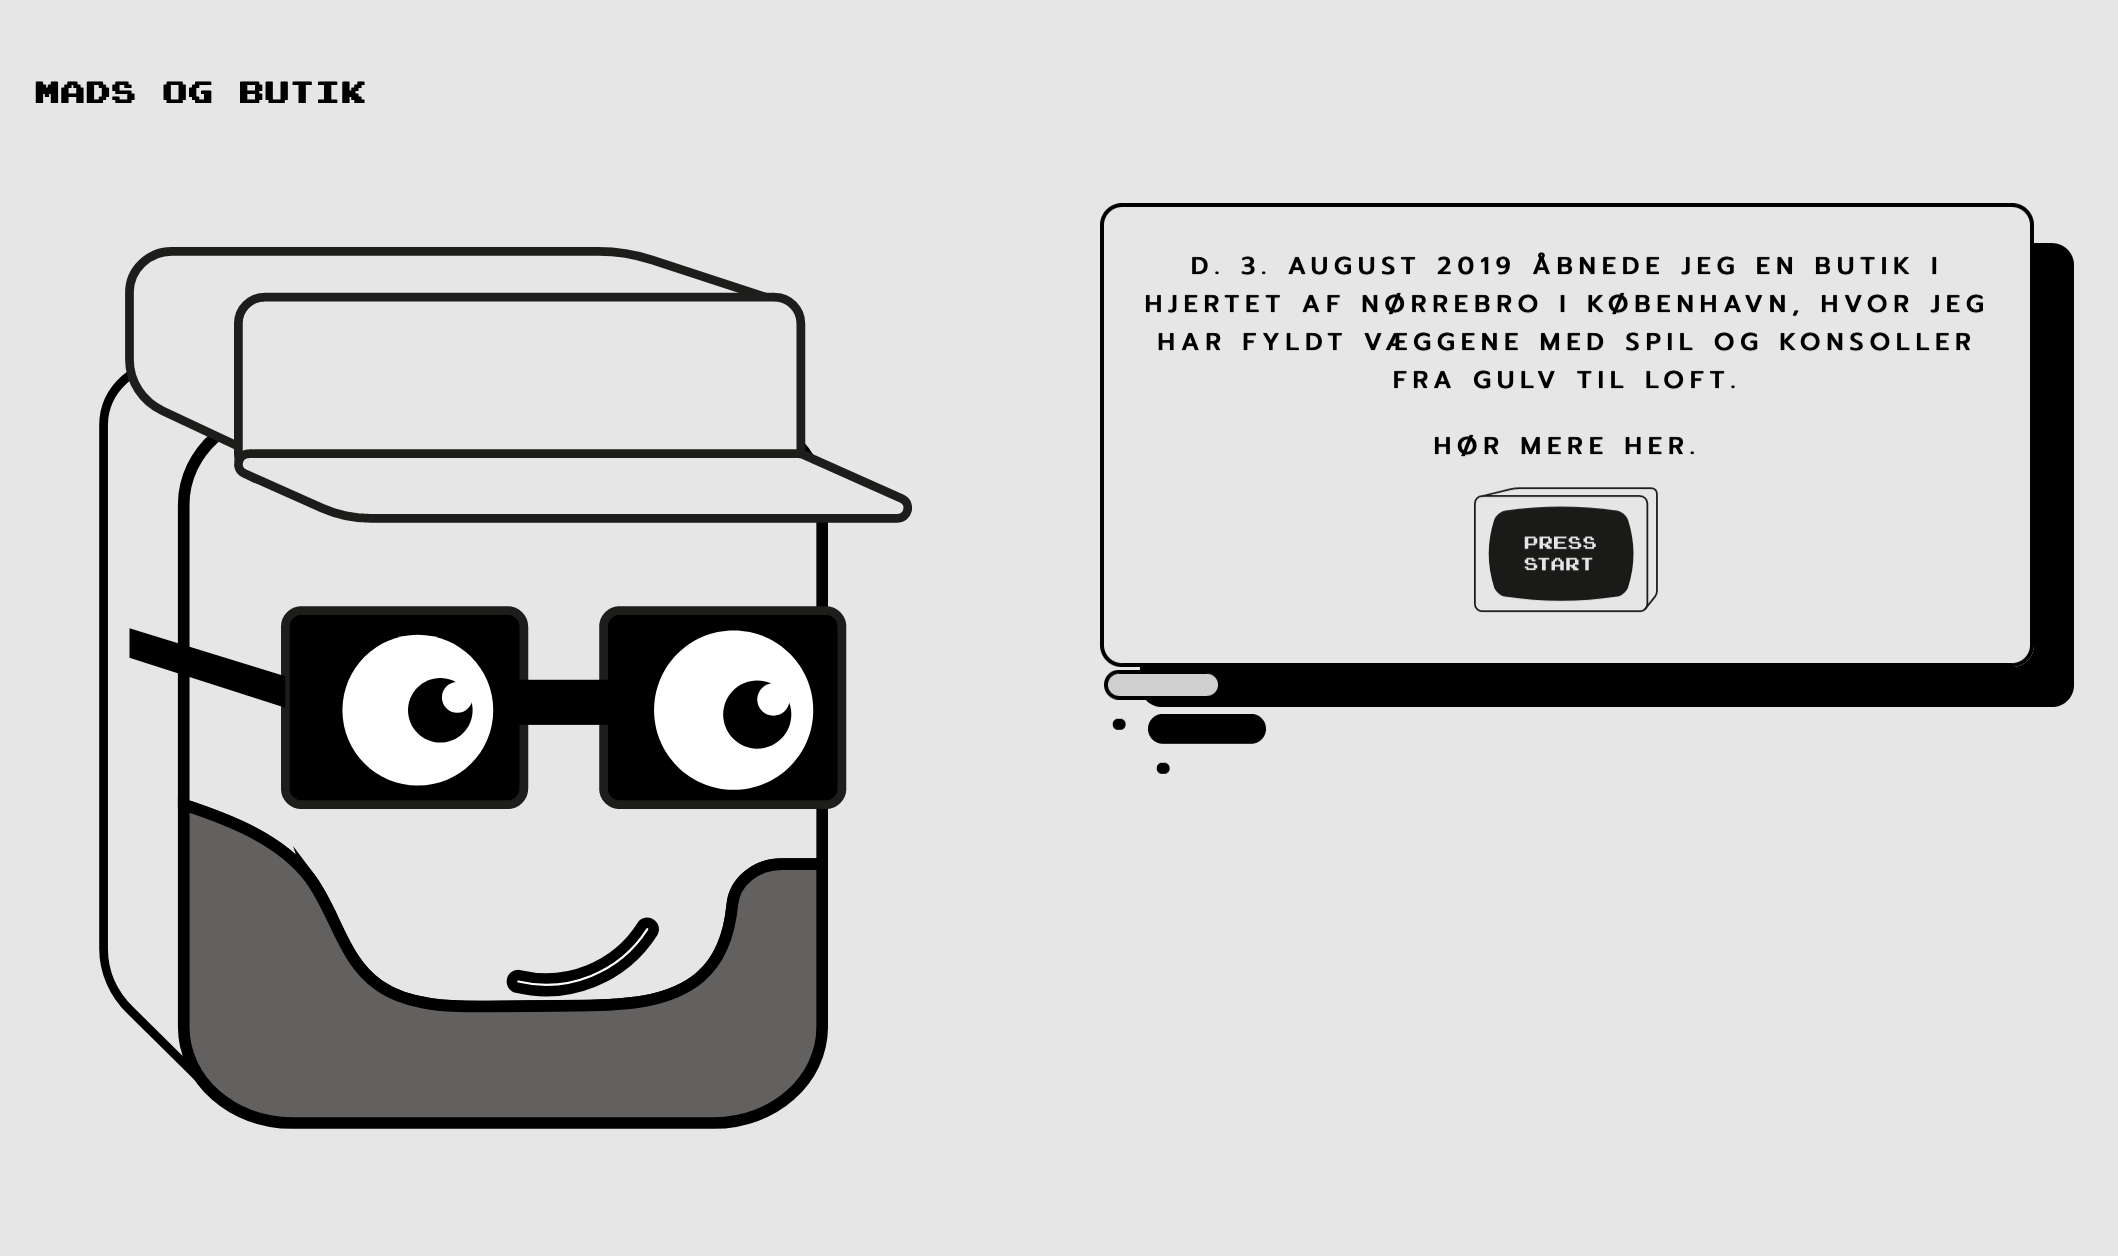 MADS OG BUTIK
D. 3. AUGUST 2019 ÅBNEDE JEG EN BUTIK I
HJERTET AF NØRREBRO I KØBENHAVN, HVOR JEG
HAR FYLDT VÆGGENE MED SPIL OG KONSOLLER
FRA GULV TIL LOFT.
HØR MERE HER.
PRESS
START